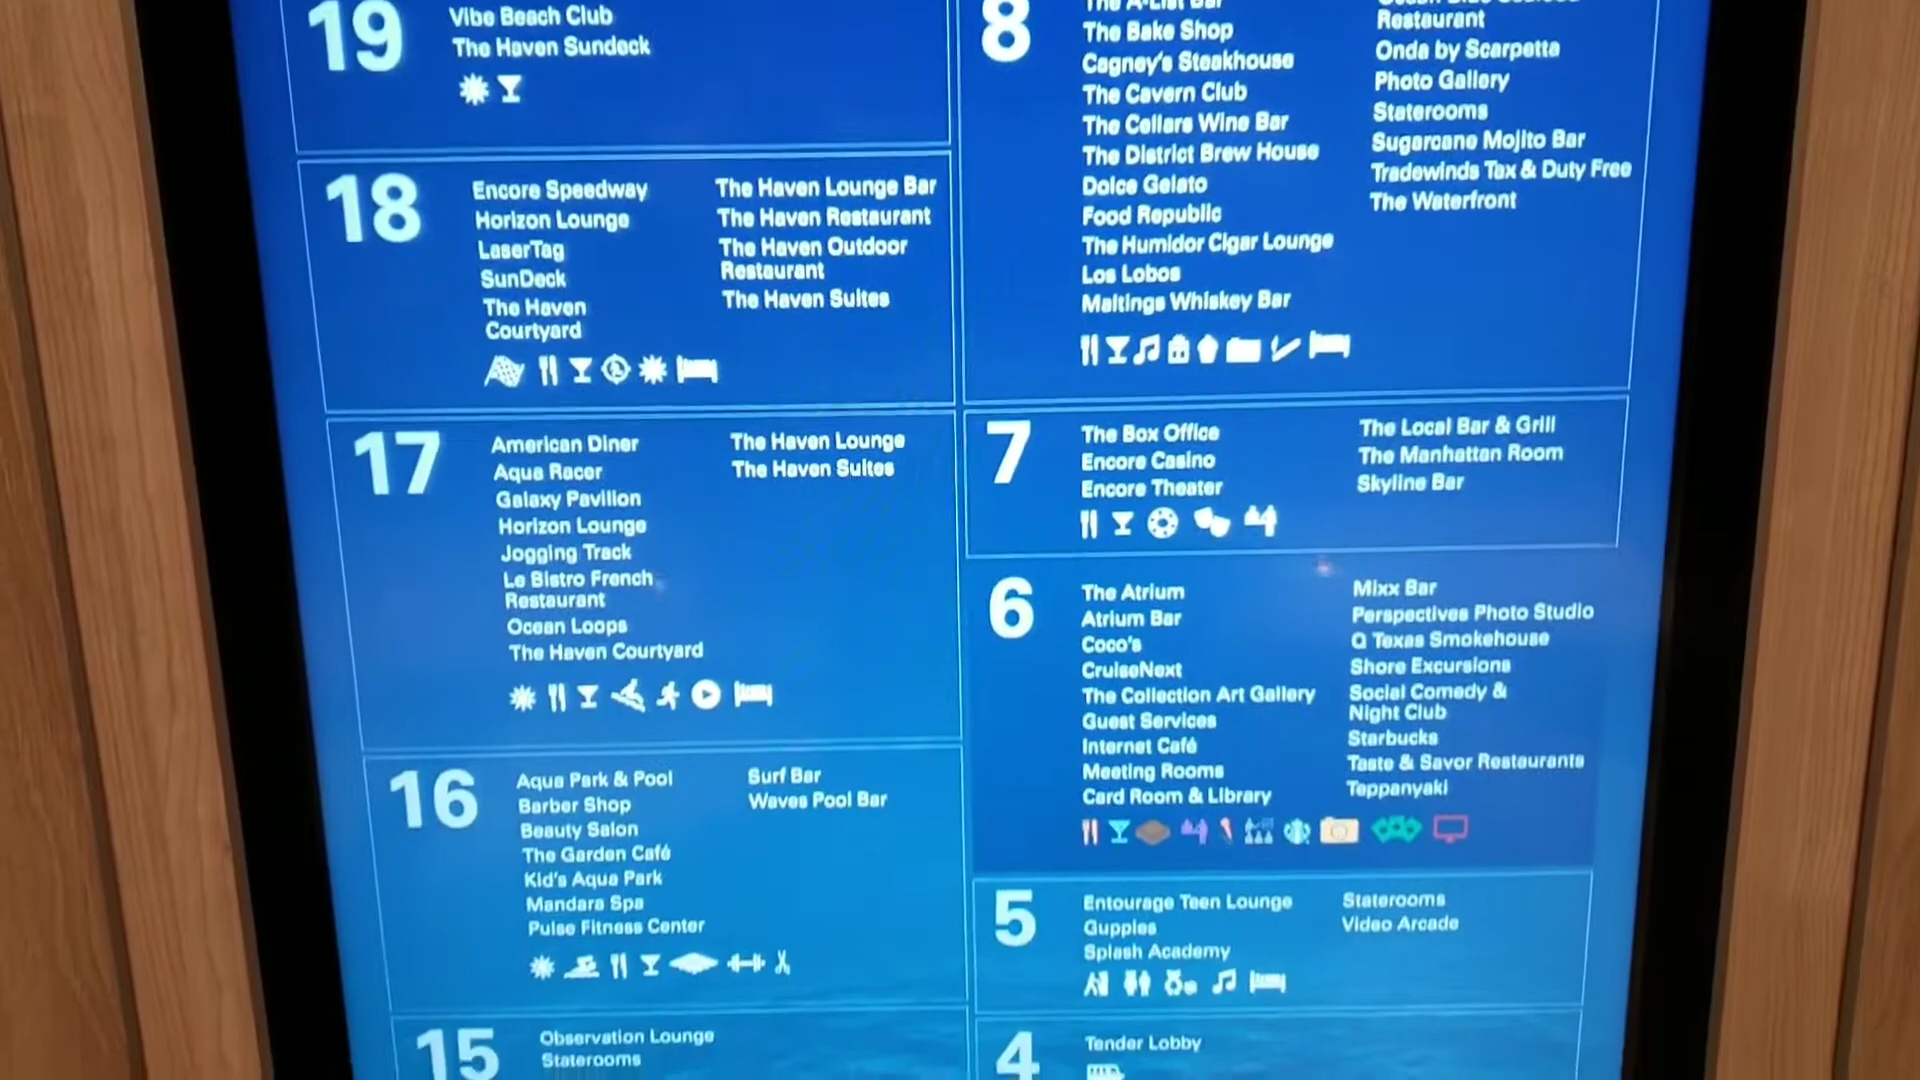 19
Vibe Beach Club
The Haven Sundeck
18
Encore Speedway
Horizon Lounge
LaserTag
SunDeck
The Haven
Courtyard
The Haven Lounge Bar
The Haven Restaurant
The Haven Outdoor
Restaurant
The Haven Suites
17
American Diner
Aqua Racer
Galaxy Pavilion
Horizon Lounge
Jogging Track
Le Bistro French
Restaurant
Ocean Loops
The Haven Courtyard
The Haven Lounge
The Haven Suites
16
Aqua Park & Pool
Barber Shop
Beauty Salon
The Garden Café
Kid's Aqua Park
Mandara Spa
Pulse Fitness Center
Surf Bar
Waves Pool Bar
15
Observation Lounge
Staterooms
8
The A-List Bar
The Bake Shop
Cagney's Steakhouse
The Cavern Club
The Cellars Wine Bar
The District Brew House
Dolce Gelato
Food Republic
The Humidor Cigar Lounge
Los Lobos
Maltings Whiskey Bar
Restaurant
Onda by Scarpetta
Photo Gallery
Staterooms
Sugarcane Mojito Bar
Tradewinds Tax & Duty Free
The Waterfront
7
The Box Office
Encore Casino
Encore Theater
The Local Bar & Grill
The Manhattan Room
Skyline Bar
6
The Atrium
Atrium Bar
Coco's
CruiseNext
The Collection Art Gallery
Guest Services
Internet Café
Meeting Rooms
Card Room & Library
Mixx Bar
Perspectives Photo Studio
Q Texas Smokehouse
Shore Excursions
Social Comedy &
Night Club
Starbucks
Taste & Savor Restaurants
Teppanyaki
5
Entourage Teen Lounge
Guppies
Splash Academy
Staterooms
Video Arcade
4
Tender Lobby